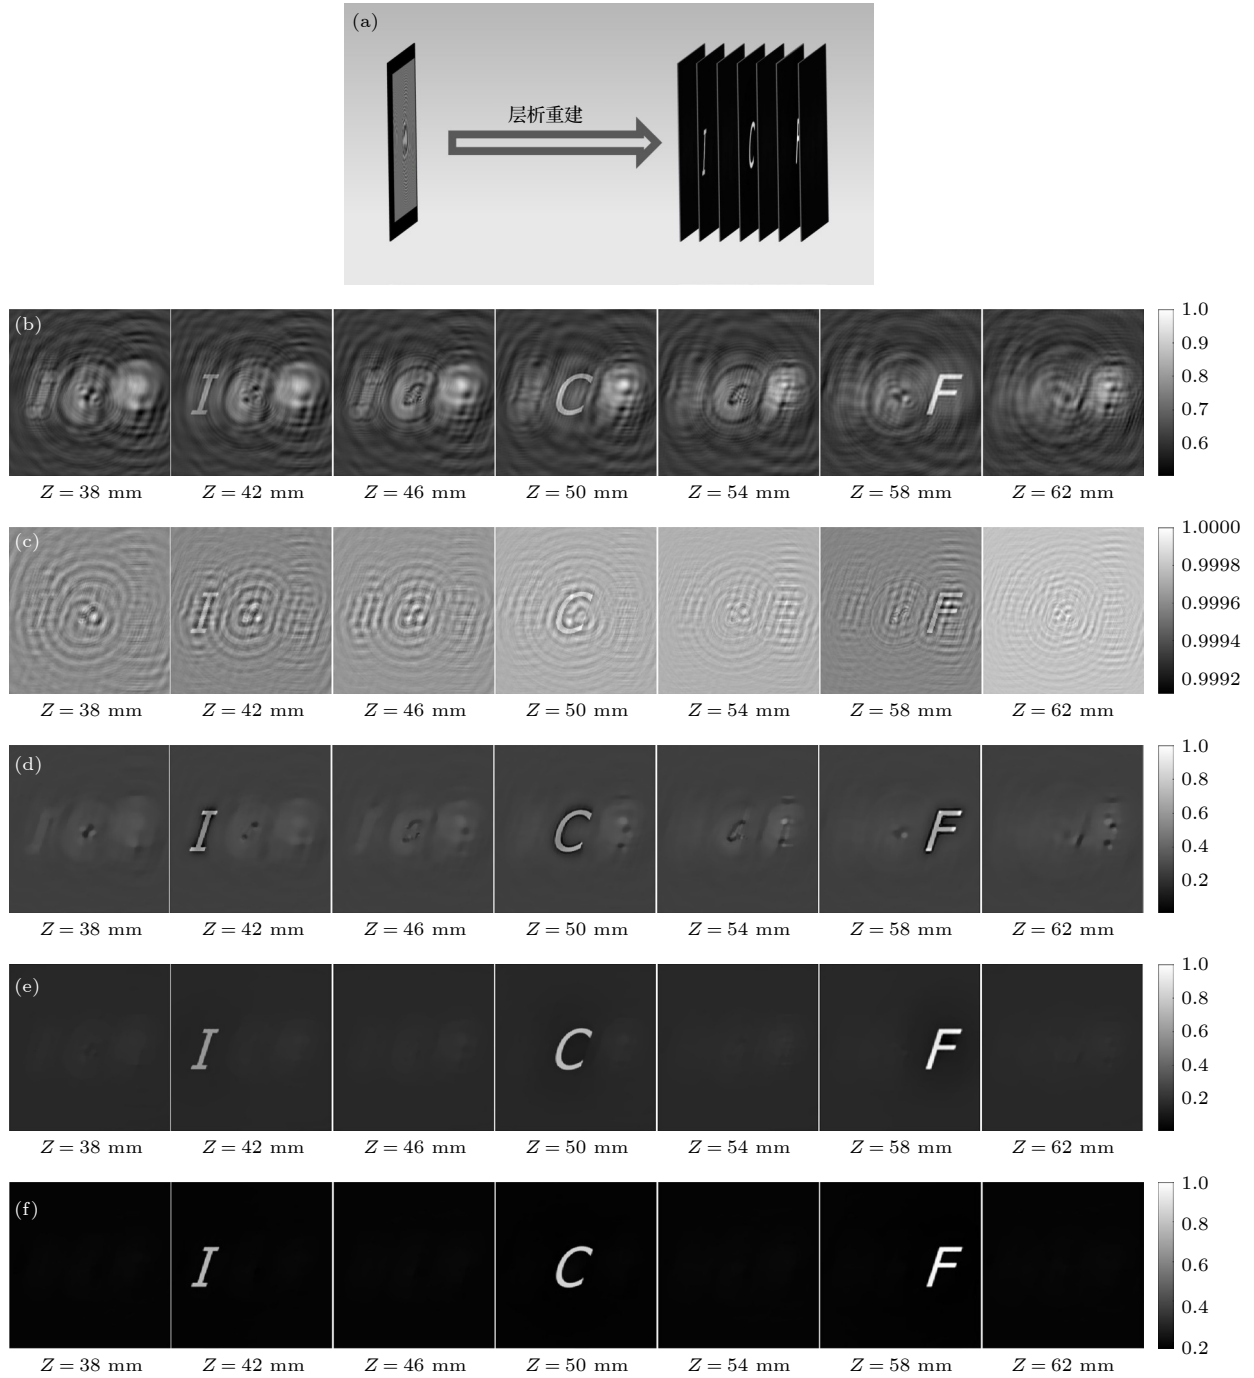 (a)
层析重建
I C F
(b)
I C F
1.0
0.9
0.8
0.7
0.6
Z = 38 mm Z = 42 mm Z = 46 mm Z = 50 mm Z = 54 mm Z = 58 mm Z = 62 mm
(c)
I C F
1.0000
0.9998
0.9996
0.9994
0.9992
Z = 38 mm Z = 42 mm Z = 46 mm Z = 50 mm Z = 54 mm Z = 58 mm Z = 62 mm
(d)
I C F
1.0
0.8
0.6
0.4
0.2
Z = 38 mm Z = 42 mm Z = 46 mm Z = 50 mm Z = 54 mm Z = 58 mm Z = 62 mm
(e)
I C F
1.0
0.8
0.6
0.4
0.2
Z = 38 mm Z = 42 mm Z = 46 mm Z = 50 mm Z = 54 mm Z = 58 mm Z = 62 mm
(f)
I C F
1.0
0.8
0.6
0.4
0.2
Z = 38 mm Z = 42 mm Z = 46 mm Z = 50 mm Z = 54 mm Z = 58 mm Z = 62 mm